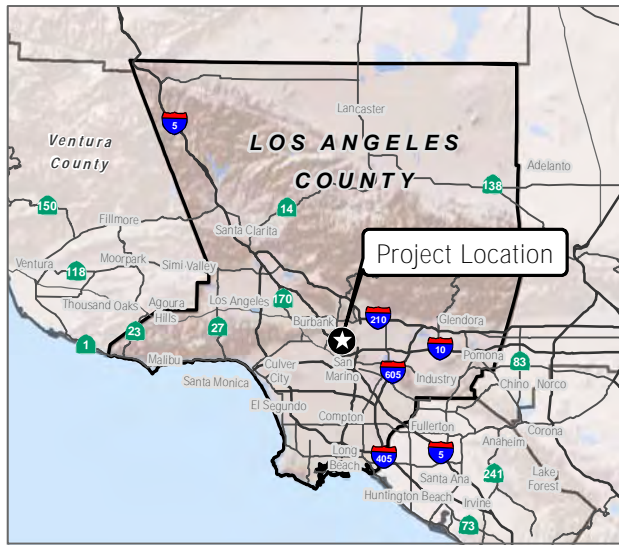 Lancaster
5
Ventura
County
LOS ANGELES
COUNTY
Adelanto
138
150
14
Fillmore
Santa Clarita
Project Location
Ventura
Moorpark
Simi Valley
118
Thousand Oaks
Agoura
Hills
Los Angeles
170
Burbank
210
Glendora
1
23
27
10
Malibu
Culver
City
San
Marino
605
Pomona
83
Santa Monica
Industry
Chino
Norco
El Segundo
Compton
Fullerton
Corona
Anaheim
Long
Beach
405
5
Lake
Forest
Santa Ana
241
Huntington Beach
Irvine
73